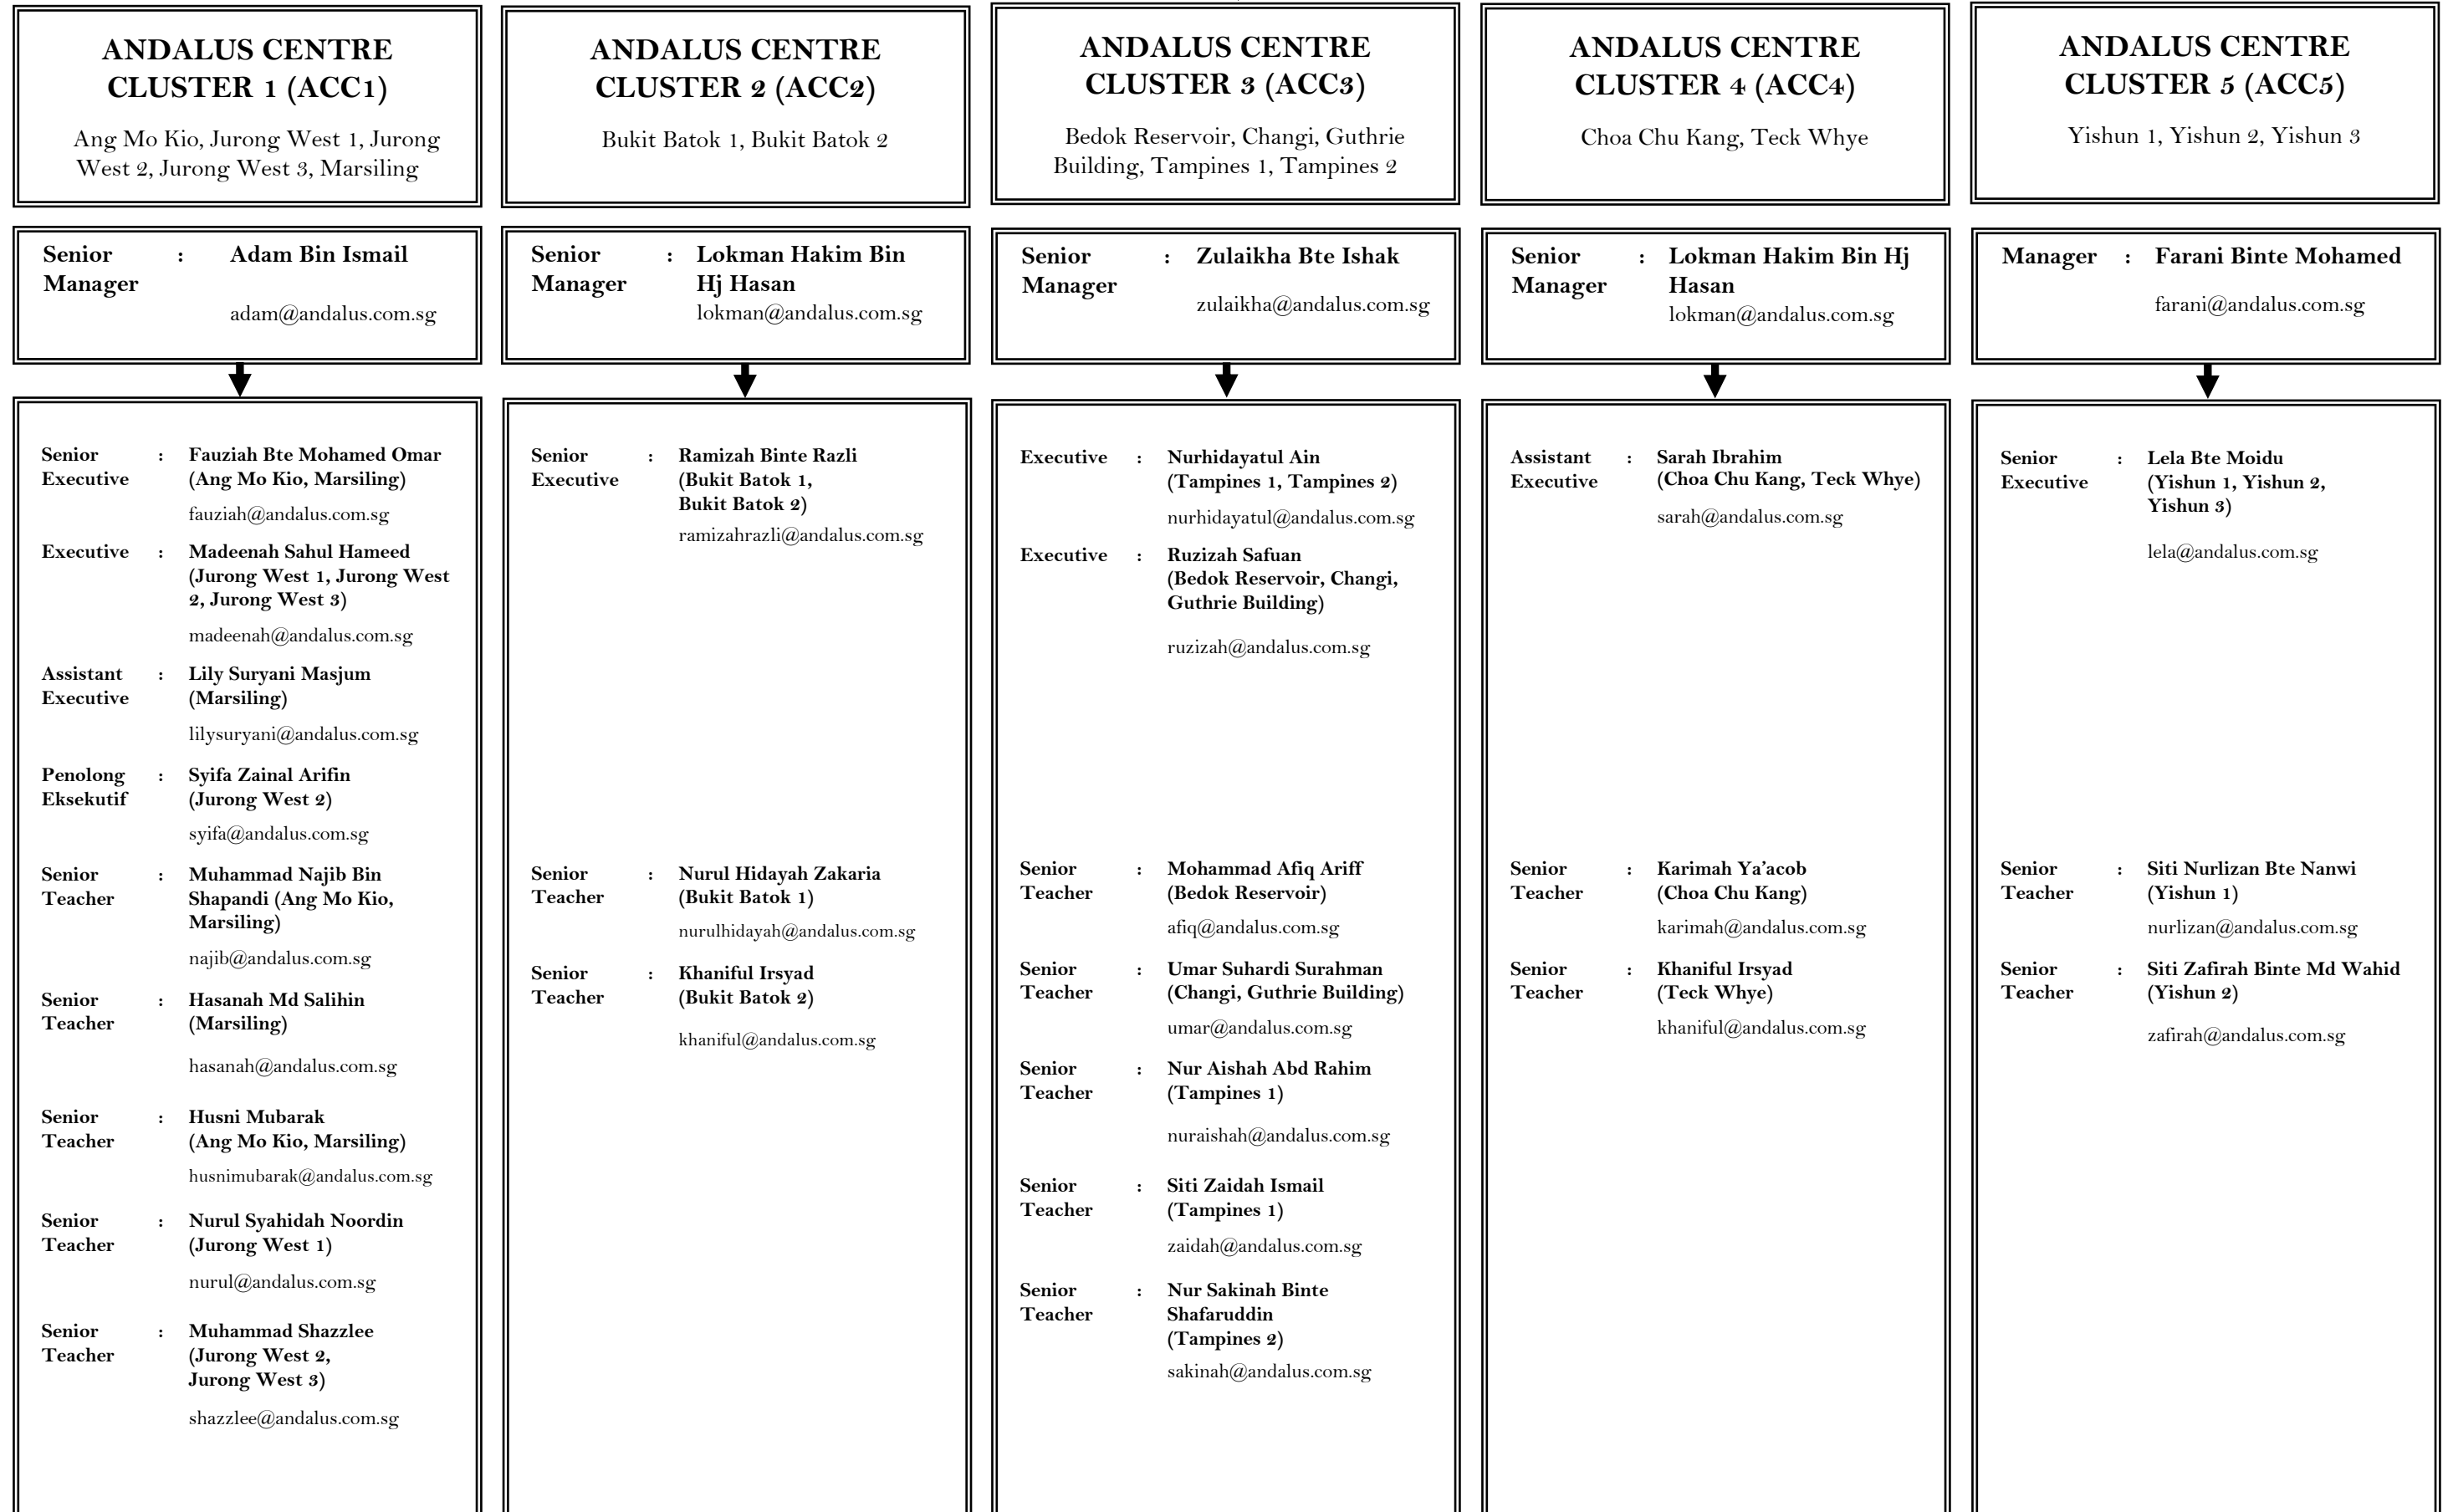 ANDALUS CENTRE
CLUSTER 1 (ACC1)
Ang Mo Kio, Jurong West 1, Jurong
West 2, Jurong West 3, Marsiling
Senior : Adam Bin Ismail
Manager
adam@andalus.com.sg
Senior : Fauziah Bte Mohamed Omar
Executive (Ang Mo Kio, Marsiling)
fauziah@andalus.com.sg
Executive : Madeenah Sahul Hameed
(Jurong West 1, Jurong West
2, Jurong West 3)
madeenah@andalus.com.sg
Assistant : Lily Suryani Masjum
Executive (Marsiling)
lilysuryani@andalus.com.sg
Penolong : Syifa Zainal Arifin
Eksekutif (Jurong West 2)
syifa@andalus.com.sg
Senior : Muhammad Najib Bin
Teacher Shapandi (Ang Mo Kio,
Marsiling)
najib@andalus.com.sg
Senior : Hasanah Md Salihin
Teacher (Marsiling)
hasanah@andalus.com.sg
Senior : Husni Mubarak
Teacher (Ang Mo Kio, Marsiling)
husnimubarak@andalus.com.sg
Senior : Nurul Syahidah Noordin
Teacher (Jurong West 1)
nurul@andalus.com.sg
Senior : Muhammad Shazzlee
Teacher (Jurong West 2,
Jurong West 3)
shazzlee@andalus.com.sg
ANDALUS CENTRE
CLUSTER 2 (ACC2)
Bukit Batok 1, Bukit Batok 2
Senior : Lokman Hakim Bin
Manager Hj Hasan
lokman@andalus.com.sg
Senior : Ramizah Binte Razli
Executive (Bukit Batok 1,
Bukit Batok 2)
ramizahrazli@andalus.com.sg
Senior : Nurul Hidayah Zakaria
Teacher (Bukit Batok 1)
nurulhidayah@andalus.com.sg
Senior : Khaniful Irsyad
Teacher (Bukit Batok 2)
khaniful@andalus.com.sg
ANDALUS CENTRE
CLUSTER 3 (ACC3)
Bedok Reservoir, Changi, Guthrie
Building, Tampines 1, Tampines 2
Senior : Zulaikha Bte Ishak
Manager
zulaikha@andalus.com.sg
Executive : Nurhidayatul Ain
(Tampines 1, Tampines 2)
nurhidayatul@andalus.com.sg
Executive : Ruzizah Safuan
(Bedok Reservoir, Changi,
Guthrie Building)
ruzizah@andalus.com.sg
Senior : Mohammad Afiq Ariff
Teacher (Bedok Reservoir)
afiq@andalus.com.sg
Senior : Umar Suhardi Surahman
Teacher (Changi, Guthrie Building)
umar@andalus.com.sg
Senior : Nur Aishah Abd Rahim
Teacher (Tampines 1)
nuraishah@andalus.com.sg
Senior : Siti Zaidah Ismail
Teacher (Tampines 1)
zaidah@andalus.com.sg
Senior : Nur Sakinah Binte
Teacher Shafaruddin
(Tampines 2)
sakinah@andalus.com.sg
ANDALUS CENTRE
CLUSTER 4 (ACC4)
Choa Chu Kang, Teck Whye
Senior : Lokman Hakim Bin Hj
Manager Hasan
lokman@andalus.com.sg
Assistant : Sarah Ibrahim
Executive (Choa Chu Kang, Teck Whye)
sarah@andalus.com.sg
Senior : Karimah Ya’acob
Teacher (Choa Chu Kang)
karimah@andalus.com.sg
Senior : Khaniful Irsyad
Teacher (Teck Whye)
khaniful@andalus.com.sg
ANDALUS CENTRE
CLUSTER 5 (ACC5)
Yishun 1, Yishun 2, Yishun 3
Manager : Farani Binte Mohamed
farani@andalus.com.sg
Senior : Lela Bte Moidu
Executive (Yishun 1, Yishun 2,
Yishun 3)
lela@andalus.com.sg
Senior : Siti Nurlizan Bte Nanwi
Teacher (Yishun 1)
nurlizan@andalus.com.sg
Senior : Siti Zafirah Binte Md Wahid
Teacher (Yishun 2)
zafirah@andalus.com.sg